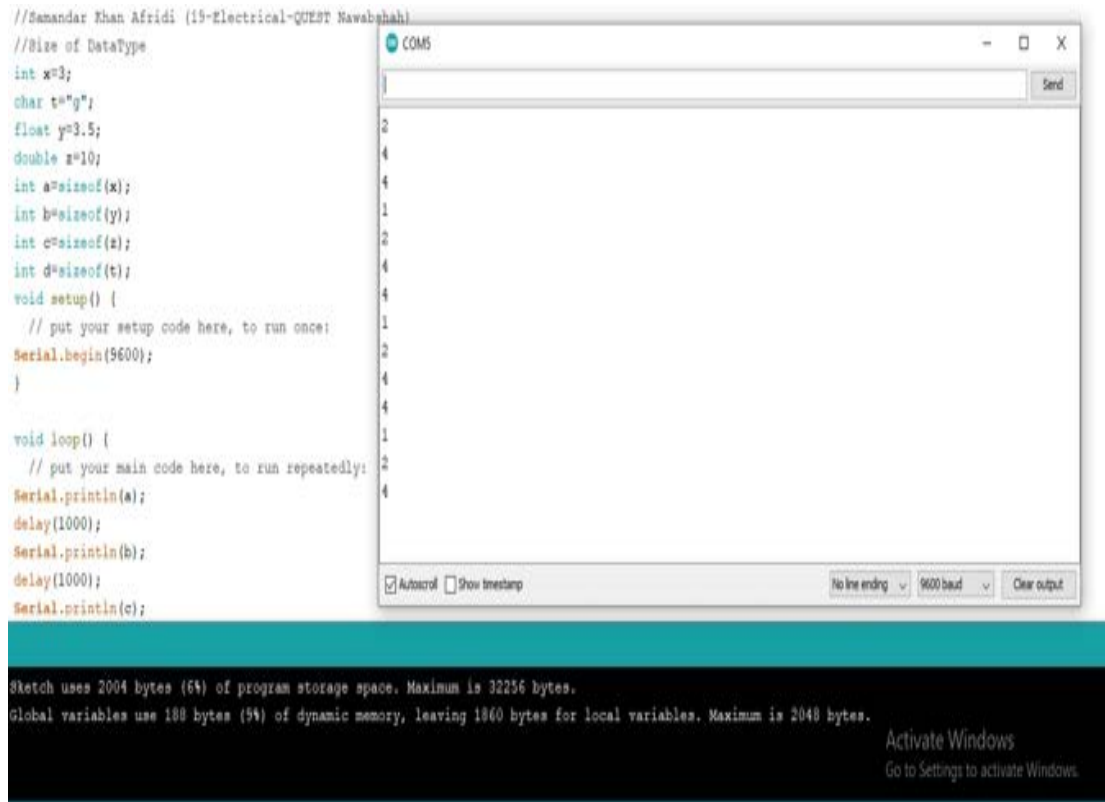 //Samandar Khan Afridi (19-Electrical-QUEST Nawabshah)
//Size of DataType
int x=3;
char t="g";
float y=3.5;
double z=10;
int a=sizeof(x);
int b=sizeof(y);
int c=sizeof(z);
int d=sizeof(t);
void setup() {
// put your setup code here, to run once:
Serial.begin(9600);
}
void loop() {
// put your main code here, to run repeatedly:
Serial.println(a);
delay(1000);
Serial.println(b);
delay(1000);
Serial.println(c);
COM5
Send
2
4
4
1
2
4
4
1
2
4
4
1
2
4
Autoscroll Show timestamp
No line ending 9600 baud Clear output
Sketch uses 2004 bytes (6%) of program storage space. Maximum is 32256 bytes.
Global variables use 188 bytes (9%) of dynamic memory, leaving 1860 bytes for local variables. Maximum is 2048 bytes.
Activate Windows
Go to Settings to activate Windows.